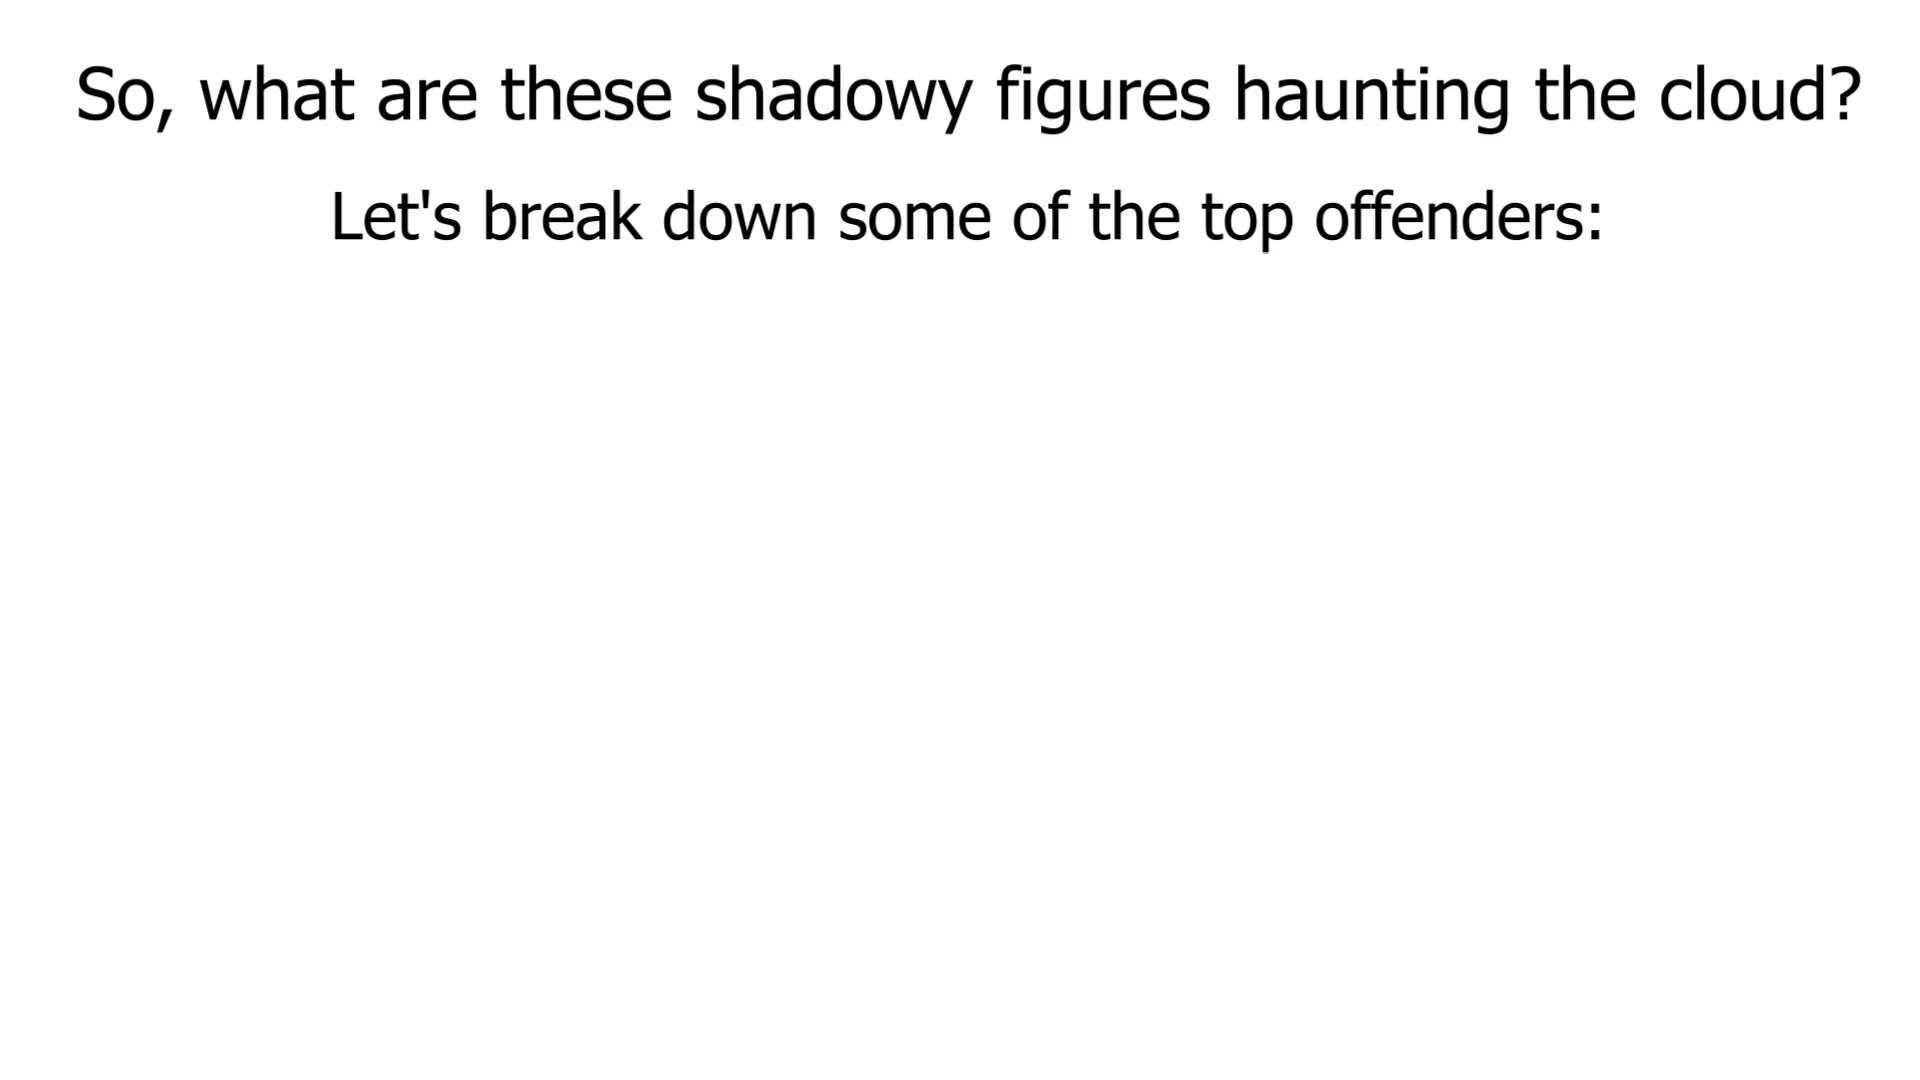 So, what are these shadowy figures haunting the cloud?
Let's break down some of the top offenders: